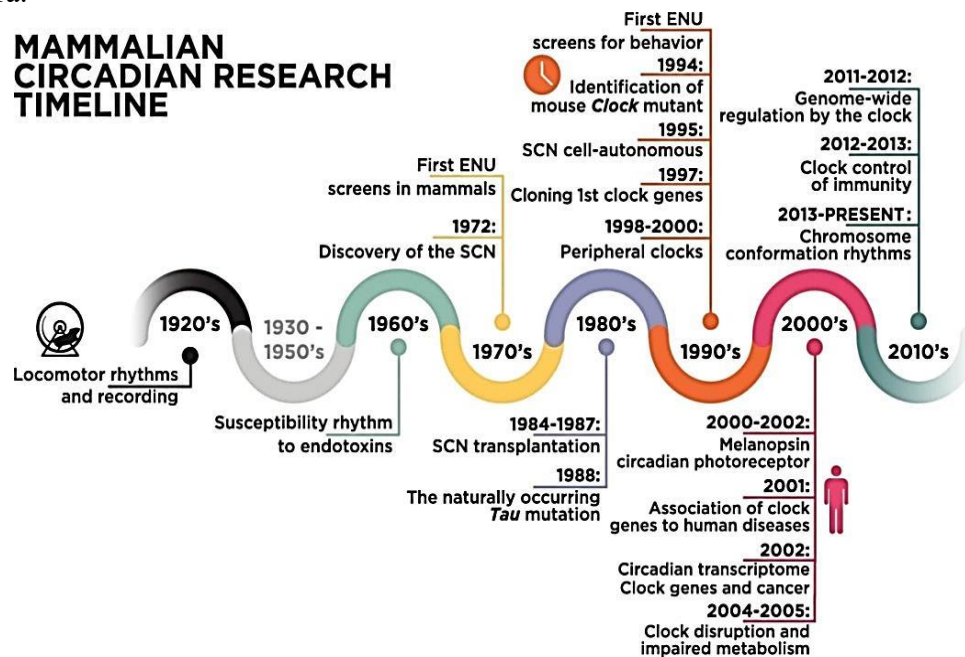 MAMMALIAN
CIRCADIAN RESEARCH
TIMELINE
1920's
Locomotor rhythms
and recording
1930 -
1950's
1960's
Susceptibility rhythm
to endotoxins
First ENU
screens in mammals
1972:
Discovery of the SCN
1970's
1980's
1984-1987:
SCN transplantation
1988:
The naturally occurring
Tau mutation
First ENU
screens for behavior
1994:
Identification of
mouse Clock mutant
1995:
SCN cell-autonomous
1997:
Cloning 1st clock genes
1998-2000:
Peripheral clocks
1990's
2000's
2000-2002:
Melanopsin
circadian photoreceptor
2001:
Association of clock
genes to human diseases
2002:
Circadian transcriptome
Clock genes and cancer
2004-2005:
Clock disruption and
impaired metabolism
2011-2012:
Genome-wide
regulation by the clock
2012-2013:
Clock control
of immunity
2013-PRESENT:
Chromosome
conformation rhythms
2010's